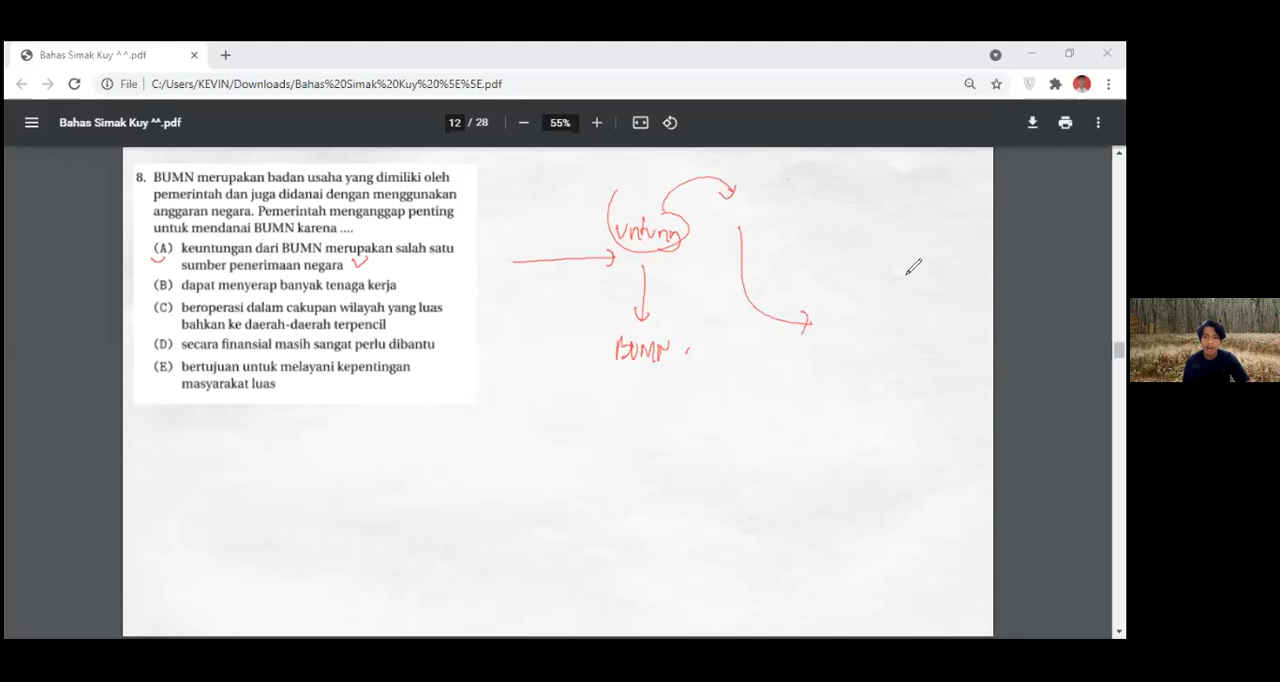 Bahas Simak Kuy ^^.pdf
File
C:/Users/KEVIN/Downloads/Bahas%20Simak%20Kuy%20%5E%5E.pdf
Bahas Simak Kuy ^^.pdf
12 / 28
55%
8. BUMN merupakan badan usaha yang dimiliki oleh
pemerintah dan juga didanai dengan menggunakan
anggaran negara. Pemerintah menganggap penting
untuk mendanai BUMN karena ....
(A) keuntungan dari BUMN merupakan salah satu
sumber penerimaan negara
(B) dapat menyerap banyak tenaga kerja
(C) beroperasi dalam cakupan wilayah yang luas
bahkan ke daerah-daerah terpencil
(D) secara finansial masih sangat perlu dibantu
(E) bertujuan untuk melayani kepentingan
masyarakat luas
BUMN